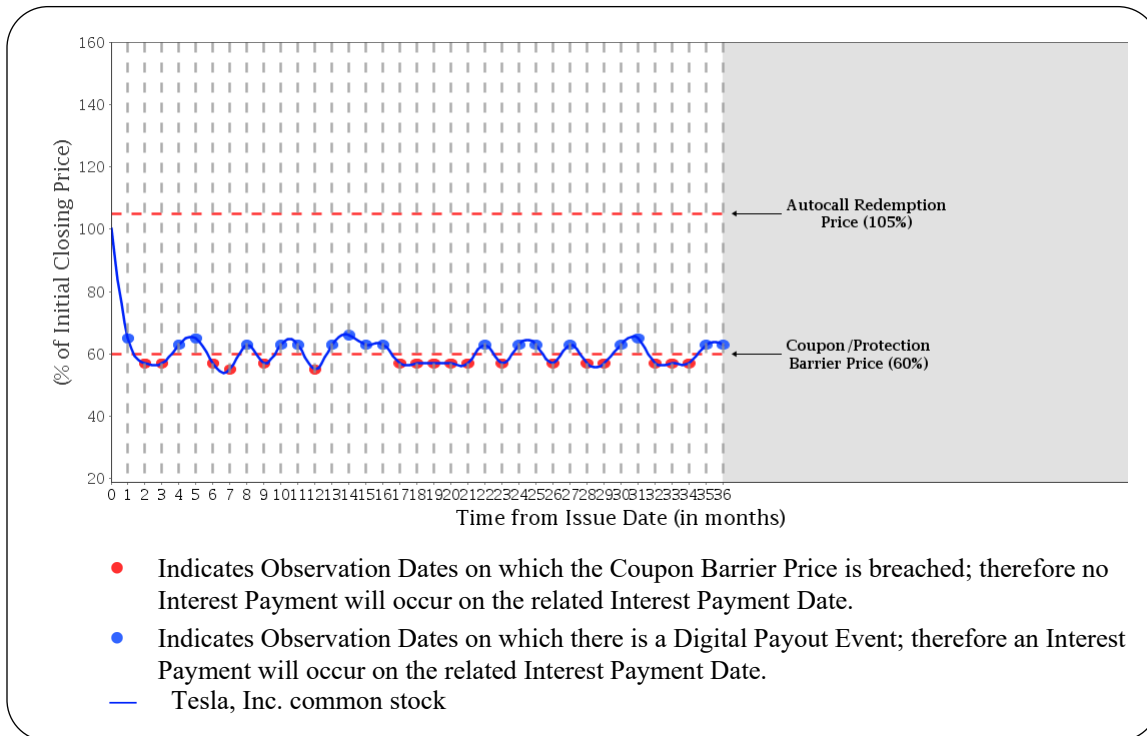 160
140
120
100
80
60
40
20
(% of Initial Closing Price)
Autocall Redemption
Price (105%)
Coupon/Protection
Barrier Price (60%)
0 1 2 3 4 5 6 7 8 9 10 11 12 13 14 15 16 17 18 19 20 21 22 23 24 25 26 27 28 29 30 31 32 33 34 35 36
Time from Issue Date (in months)
Indicates Observation Dates on which the Coupon Barrier Price is breached; therefore no
Interest Payment will occur on the related Interest Payment Date.
Indicates Observation Dates on which there is a Digital Payout Event; therefore an Interest
Payment will occur on the related Interest Payment Date.
Tesla, Inc. common stock